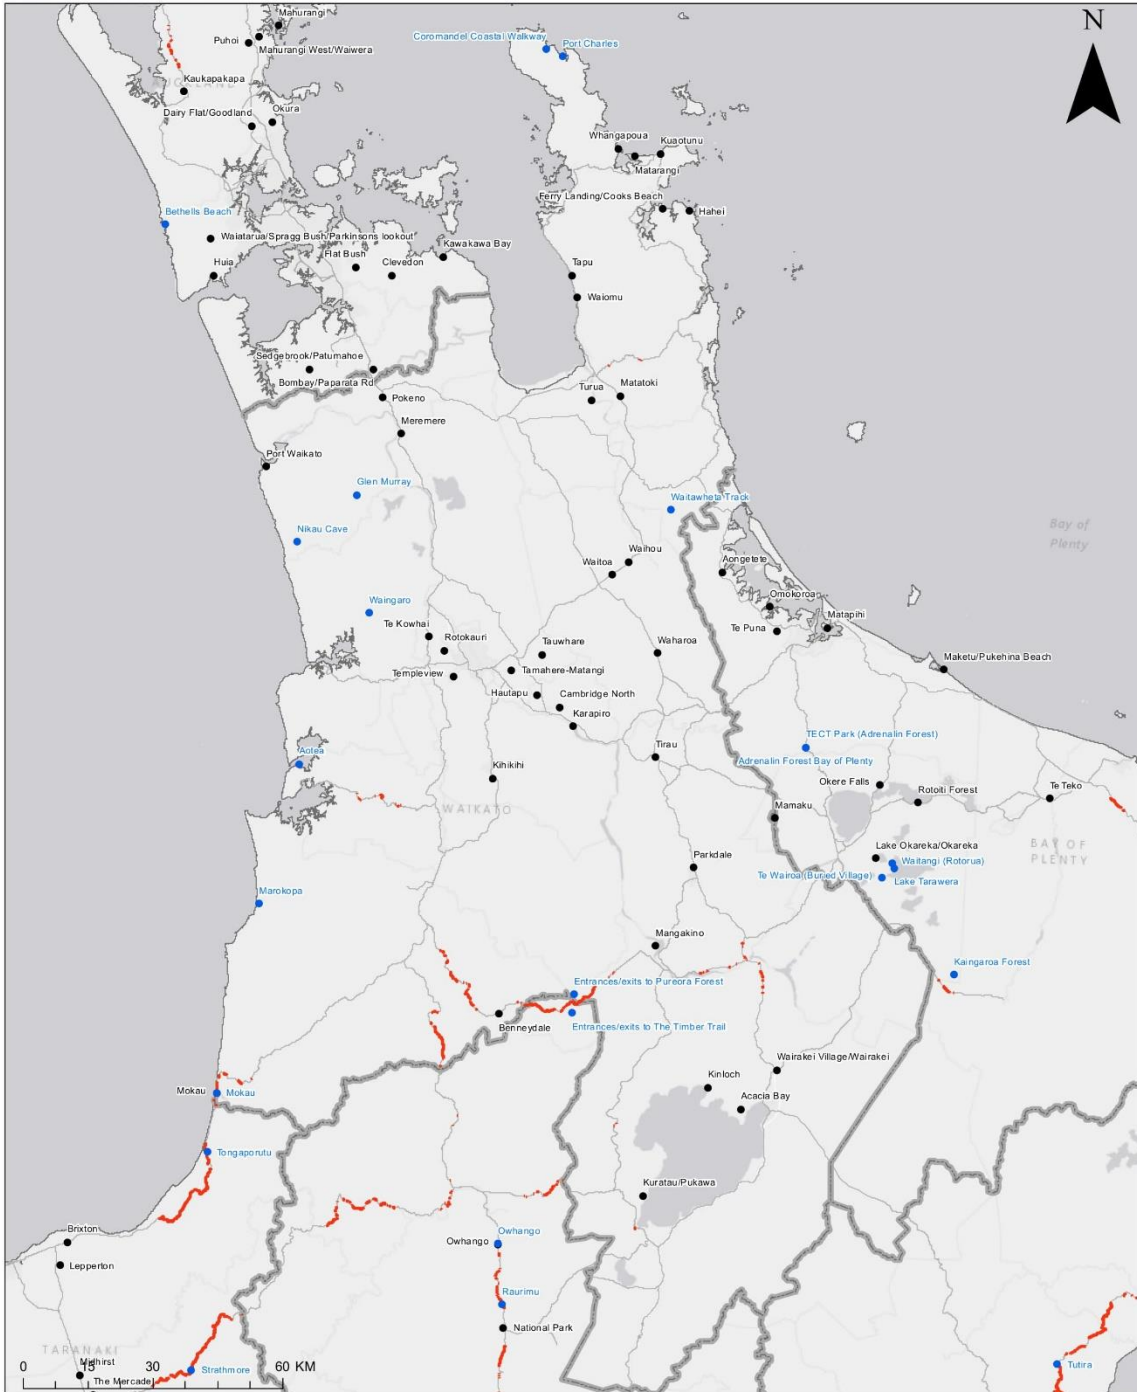 Mahurangi
N
Puhoi
Mahurangi West/Waiwera
Coromandel Coastal Walkway
Port Charles
Kaukapakapa
AUCKLAND
Dairy Flat/Goodland
Okura
Whangapoua
Kuaotunu
Matarangi
Ferry Landing/Cooks Beach
Hahei
Bethells Beach
Waiatarua/Spragg Bush/Parkinsons lookout
Kawakawa Bay
Flat Bush
Clevedon
Huia
Tapu
Waiomu
Sedgebrook/Patumahoe
Bombay/Paparata Rd
Pokeno
Turua
Matatoki
Meremere
Port Waikato
Glen Murray
Waitawheta Track
Nikau Cave
Bay of
Plenty
Waihou
Waitoa
Aongetete
Omokoroa
Waingaro
Te Kowhai
Rotokauri
Te Puna
Matapihi
Tauwhare
Waharoa
Templeview
Tamahere-Matangi
Maketu/Pukehina Beach
Hautapu
Cambridge North
Karapiro
Aotea
TECT Park (Adrenalin Forest)
Tirau
Adrenalin Forest Bay of Plenty
Kihikihi
Okere Falls
Rotoiti Forest
Te Teko
WAIKATO
Mamaku
BAY OF
PLENTY
Lake Okareka/Okareka
Parkdale
Waitangi (Rotorua)
Te Wairoa (Buried Village)
Lake Tarawera
Marokopa
Mangakino
Kaingaroa Forest
Entrances/exits to Pureora Forest
Benneydale
Entrances/exits to The Timber Trail
Wairakei Village/Wairakei
Kinloch
Mokau
Mokau
Acacia Bay
Tongaporutu
Kuratau/Pukawa
Brixton
Owhango
Owhango
Lepperton
Raurimu
National Park
TARANAKI
Midhirst
The Mercade
Strathmore
Tutira
0 15 30 60 KM